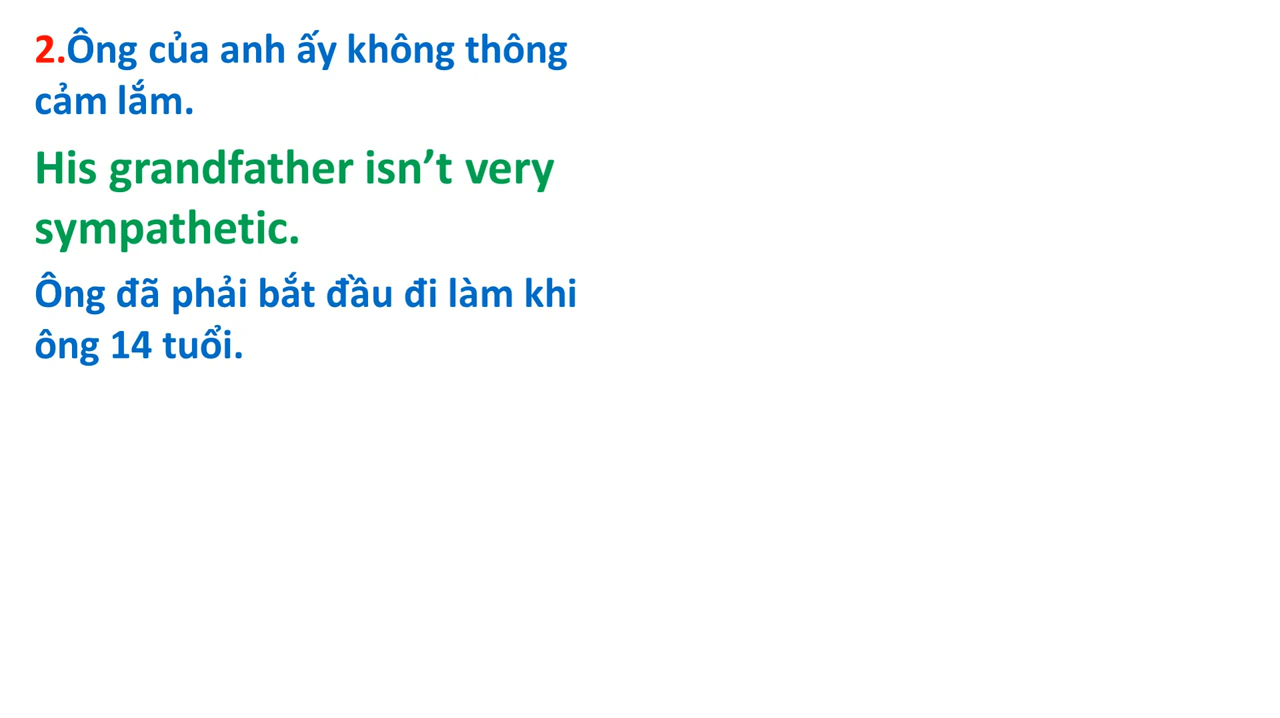 2.Ông của anh ấy không thông
cảm lắm.
His grandfather isn’t very
sympathetic.
Ông đã phải bắt đầu đi làm khi
ông 14 tuổi.